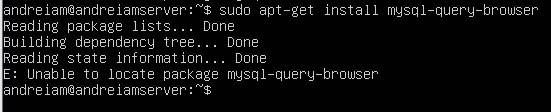 andreiam@andreiamserver:~$ sudo apt-get install mysql-query-browser
Reading package lists... Done
Building dependency tree... Done
Reading state information... Done
E: Unable to locate package mysql-query-browser
andreiam@andreiamserver:~$